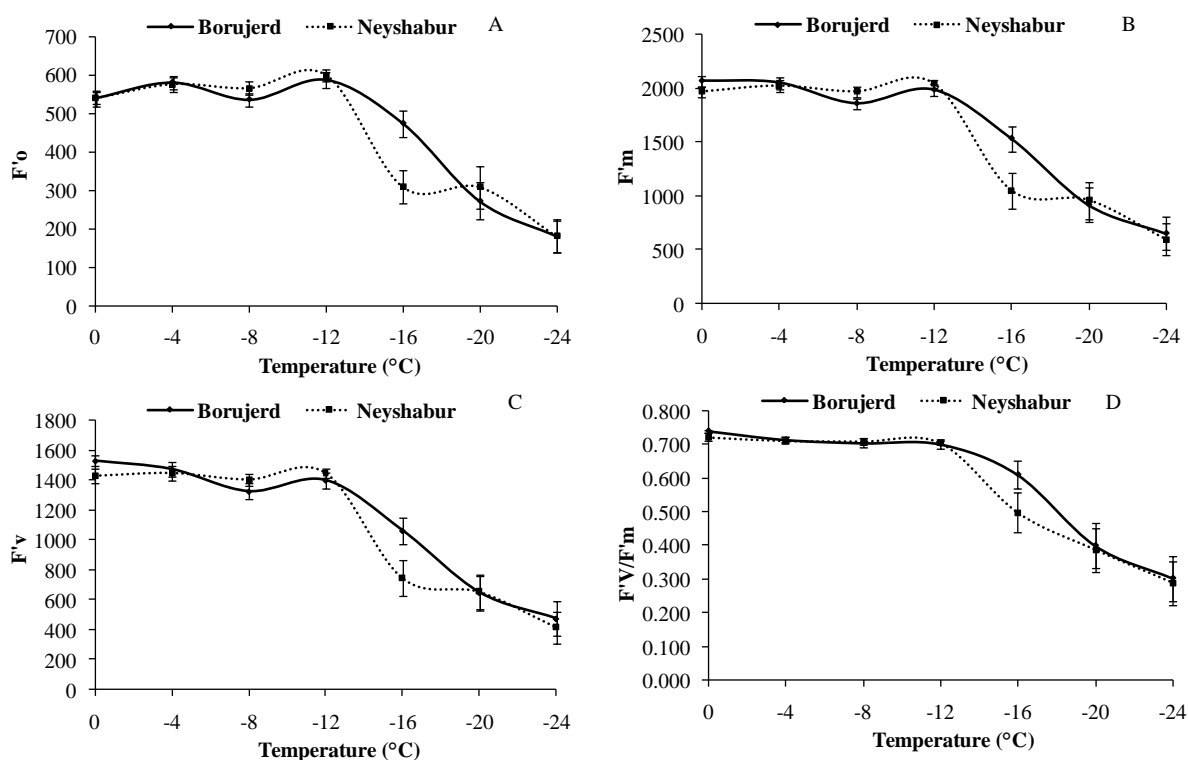 Borujerd Neyshabur A
700
600
500
400
300
200
100
0
F'o
0 -4 -8 -12 -16 -20 -24
Temperature (°C)
Borujerd Neyshabur B
2500
2000
1500
1000
500
0
F'm
0 -4 -8 -12 -16 -20 -24
Temperature (°C)
Borujerd Neyshabur C
1800
1600
1400
1200
1000
800
600
400
200
0
F'v
0 -4 -8 -12 -16 -20 -24
Temperature (°C)
Borujerd Neyshabur D
0.800
0.700
0.600
0.500
0.400
0.300
0.200
0.100
0.000
F'V/F'm
0 -4 -8 -12 -16 -20 -24
Temperature (°C)